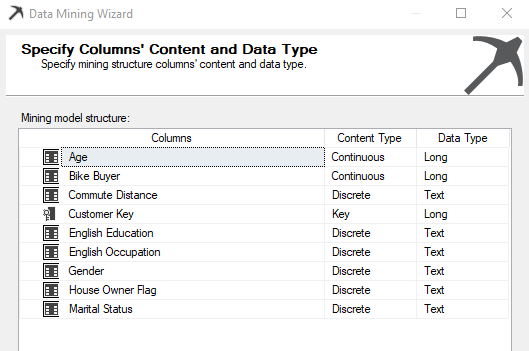 Data Mining Wizard
Specify Columns' Content and Data Type
Specify mining structure columns' content and data type.
Mining model structure:
Columns Content Type Data Type
Age Continuous Long
Bike Buyer Continuous Long
Commute Distance Discrete Text
Customer Key Key Long
English Education Discrete Text
English Occupation Discrete Text
Gender Discrete Text
House Owner Flag Discrete Text
Marital Status Discrete Text